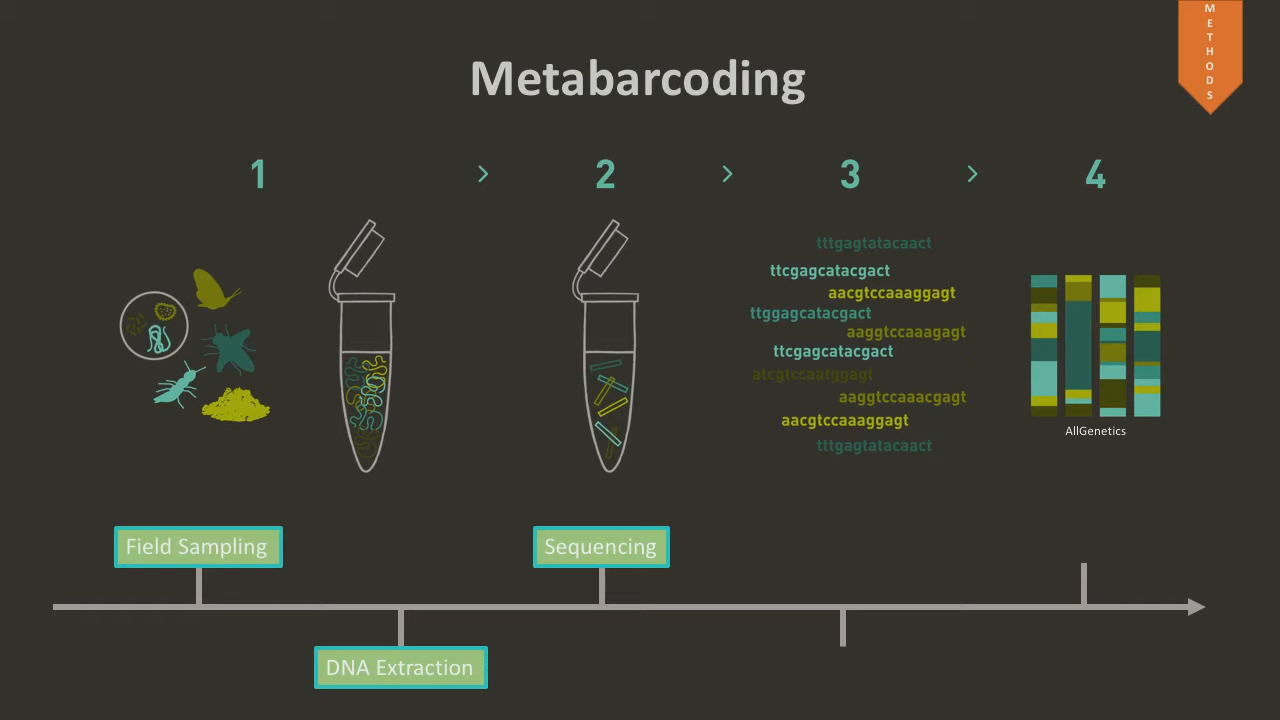 METHODS
Metabarcoding
1 > 2 > 3 > 4
tttgagtatacaact
ttcgagcatacgact
aacgtccaaaggagt
ttggagcatacgact
aaggtccaaagagt
ttcgagcatacgact
atcgtccaatggagt
aaggtccaaacgagt
aacgtccaaaggagt
tttgagtatacaact
AllGenetics
Field Sampling
Sequencing
DNA Extraction